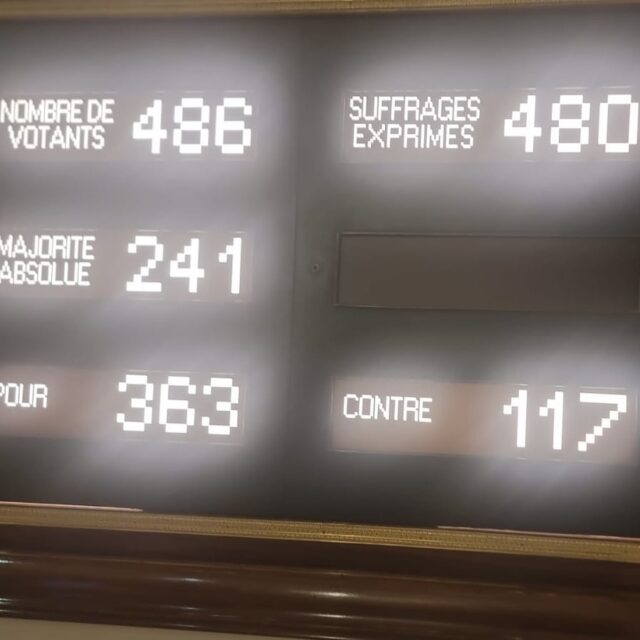 NOMBRE DE
VOTANTS
486
SUFFRAGES
EXPRIMES
480
MAJORITE
ABSOLUE
241
POUR
363
CONTRE
117